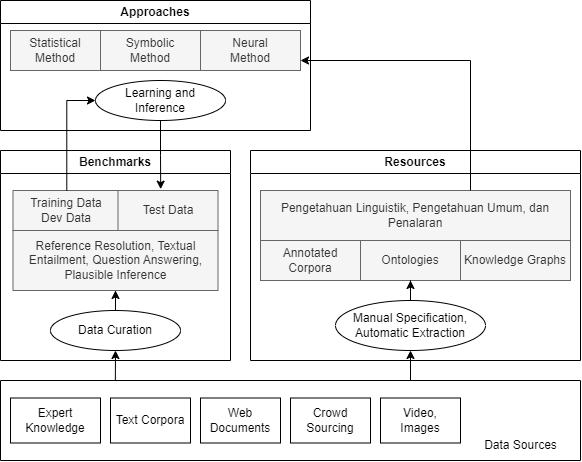 Approaches
Statistical
Method
Symbolic
Method
Neural
Method
Learning and
Inference
Benchmarks
Training Data
Dev Data
Test Data
Reference Resolution, Textual
Entailment, Question Answering,
Plausible Inference
Data Curation
Resources
Pengetahuan Linguistik, Pengetahuan Umum, dan
Penalaran
Annotated
Corpora
Ontologies
Knowledge Graphs
Manual Specification,
Automatic Extraction
Expert
Knowledge
Text Corpora
Web
Documents
Crowd
Sourcing
Video,
Images
Data Sources